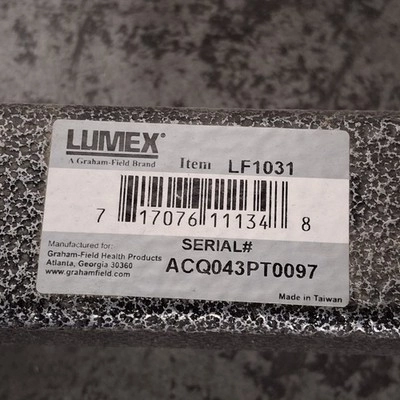 LUMEX®
A Graham-Field Brand
Item LF1031
7 17076 11134 8
SERIAL#
ACQ043PT0097
Manufactured for:
Graham-Field Health Products
Atlanta, Georgia 30360
www.grahamfield.com
Made in Taiwan